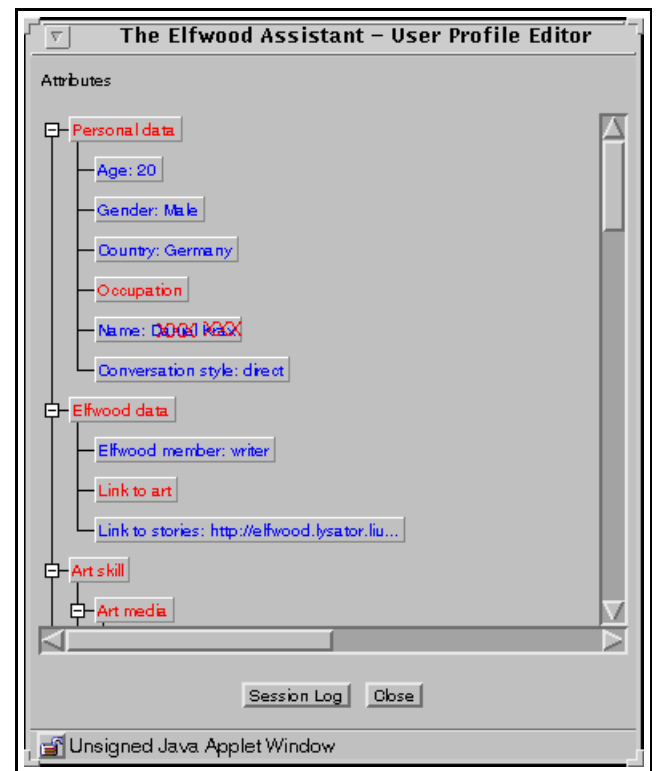 The Elfwood Assistant – User Profile Editor
Attributes
Personal data
Age: 20
Gender: Male
Country: Germany
Occupation
Name:
Conversation style: direct
Elfwood data
Elfwood member: writer
Link to art
Link to stories: http://elfwood.lysator.liu...
Art skill
Art media
Session Log Close
Unsigned Java Applet Window